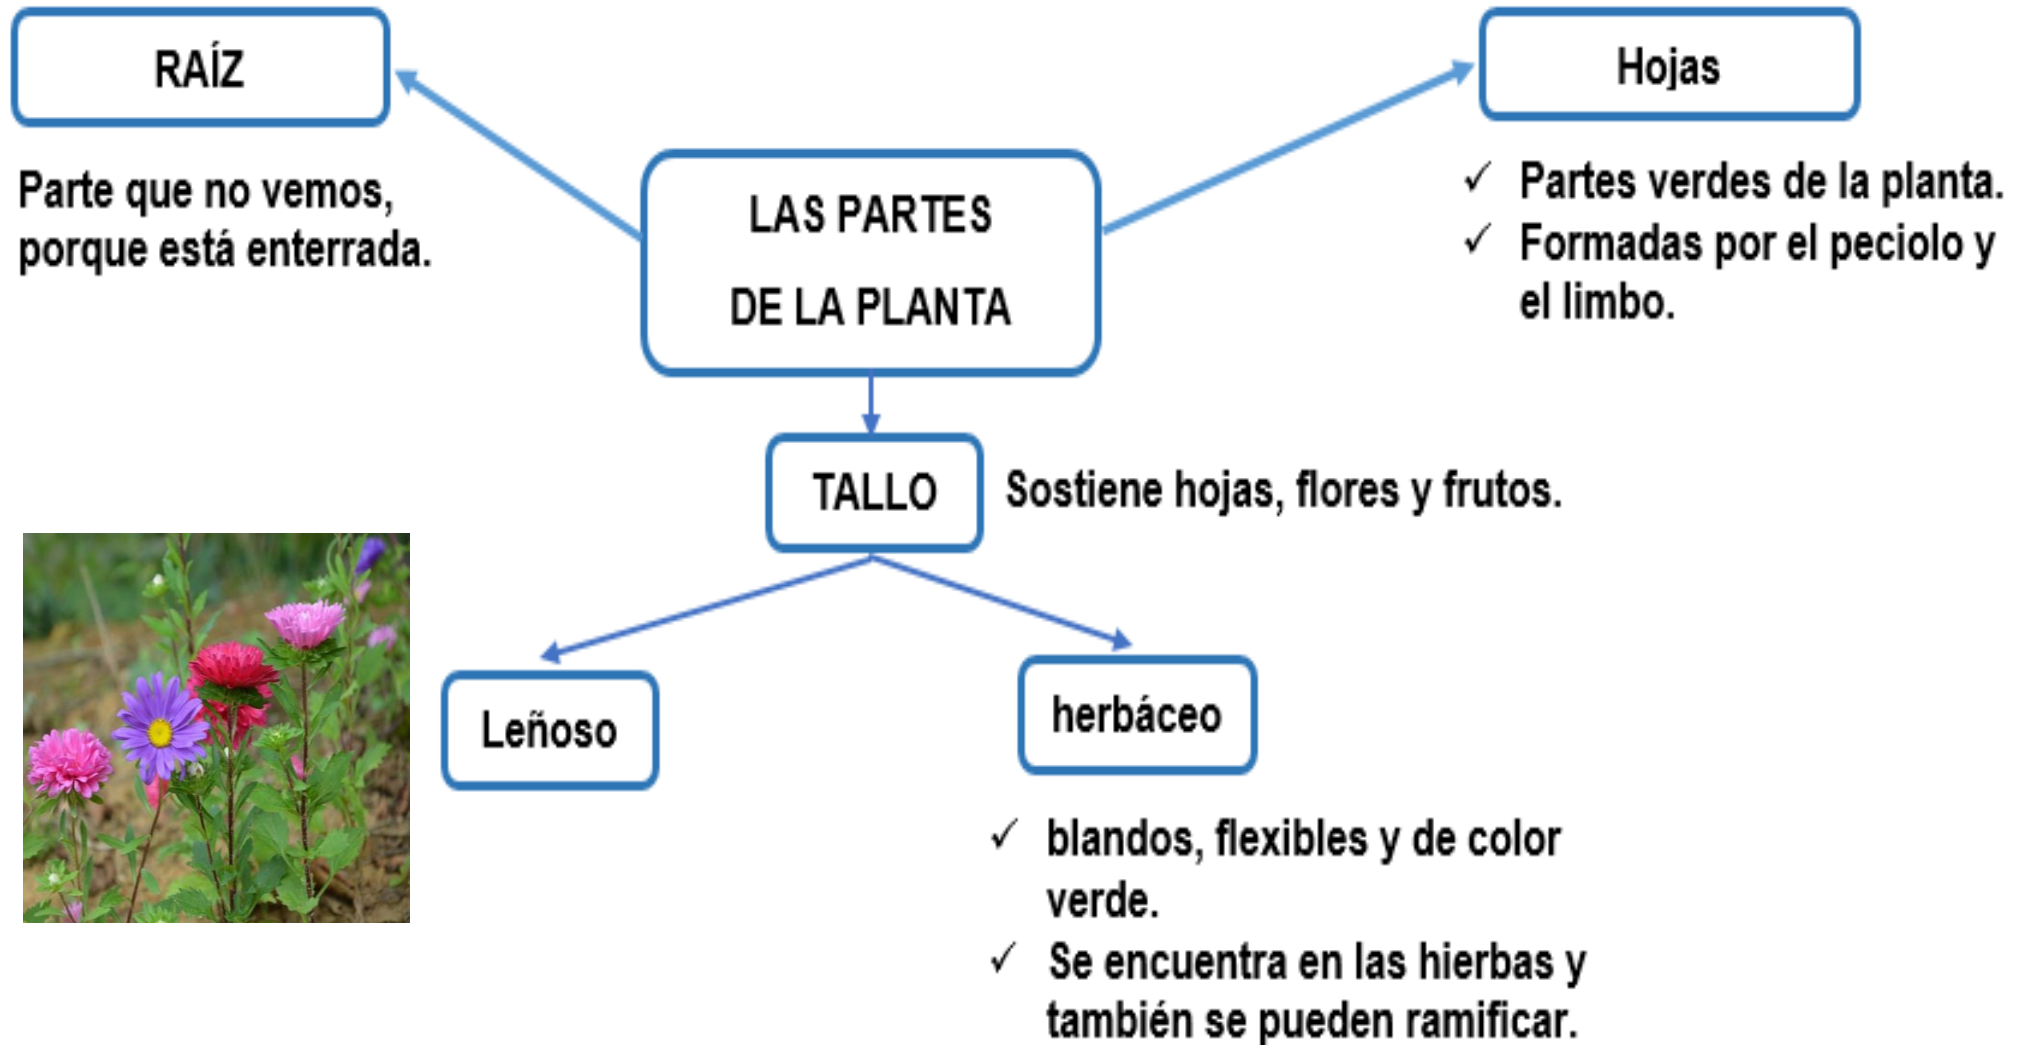 RAÍZ
Parte que no vemos,
porque está enterrada.
LAS PARTES
DE LA PLANTA
Hojas
✓ Partes verdes de la planta.
✓ Formadas por el peciolo y
el limbo.
TALLO
Sostiene hojas, flores y frutos.
Leñoso
herbáceo
✓ blandos, flexibles y de color
verde.
✓ Se encuentra en las hierbas y
también se pueden ramificar.